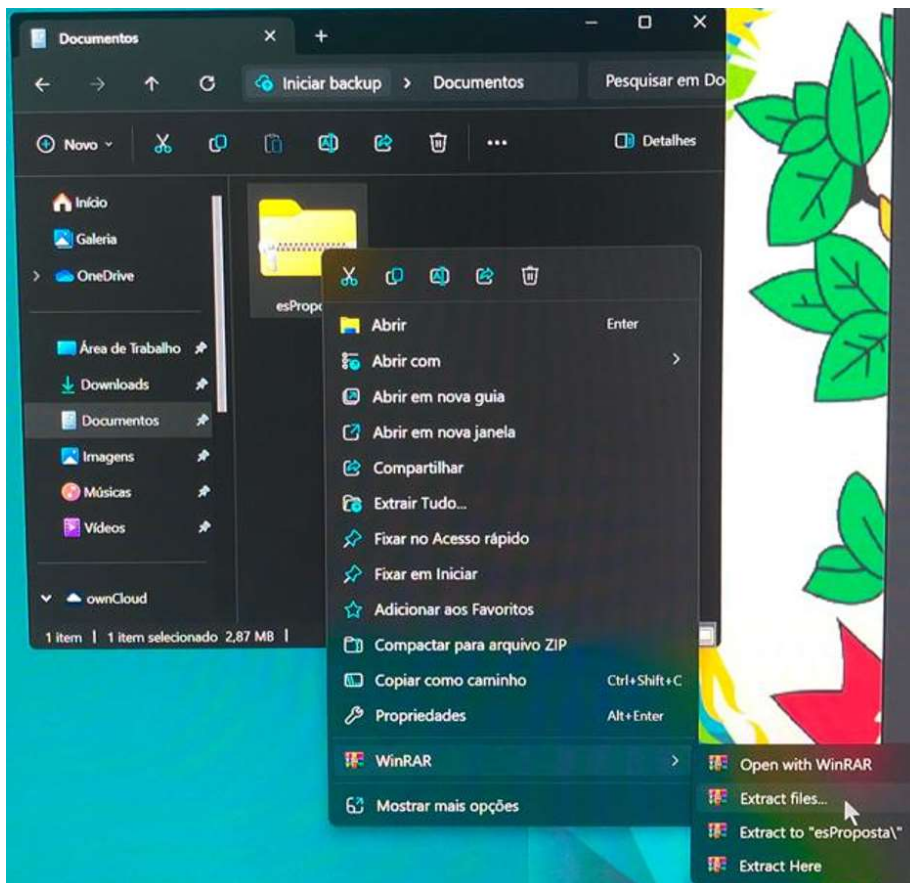 Documentos
Iniciar backup > Documentos
Pesquisar em Do
Novo
Detalhes
Início
Galeria
OneDrive
Área de Trabalho
Downloads
Documentos
Imagens
Músicas
Vídeos
ownCloud
1 item | 1 item selecionado 2,87 MB |
esPropo
Abrir Enter
Abrir com
Abrir em nova guia
Abrir em nova janela
Compartilhar
Extrair Tudo...
Fixar no Acesso rápido
Fixar em Iniciar
Adicionar aos Favoritos
Compactar para arquivo ZIP
Copiar como caminho Ctrl+Shift+C
Propriedades Alt+Enter
WinRAR
Mostrar mais opções
Open with WinRAR
Extract files...
Extract to "esProposta\"
Extract Here